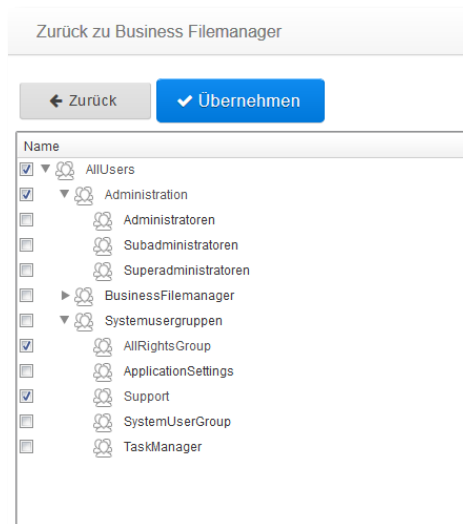 Zurück zu Business Filemanager
Zurück
Übernehmen
Name
AllUsers
Administration
Administratoren
Subadministratoren
Superadministratoren
BusinessFilemanager
Systemusergruppen
AllRightsGroup
ApplicationSettings
Support
SystemUserGroup
TaskManager